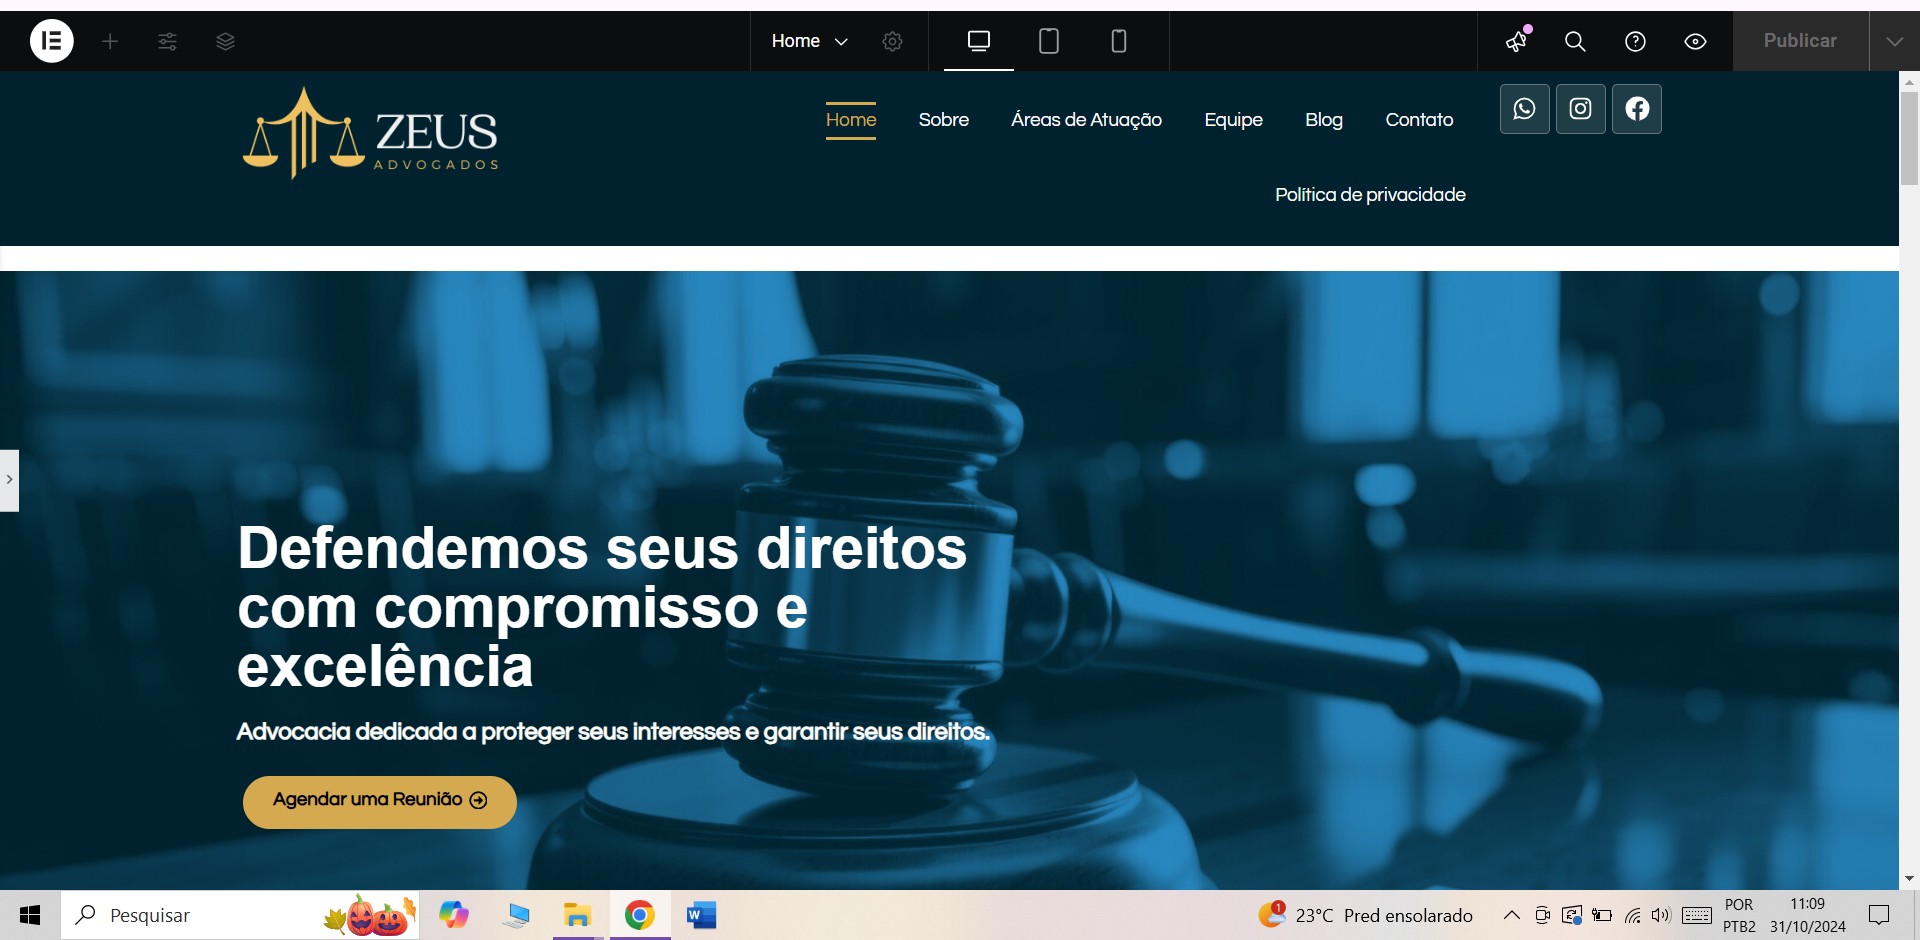 Home
Publicar
ZEUS
ADVOGADOS
Home Sobre Áreas de Atuação Equipe Blog Contato
Política de privacidade
Defendemos seus direitos
com compromisso e
excelência
Advocacia dedicada a proteger seus interesses e garantir seus direitos.
Agendar uma Reunião
Pesquisar
W
1
23°C Pred ensolarado
POR
PTB2
11:09
31/10/2024